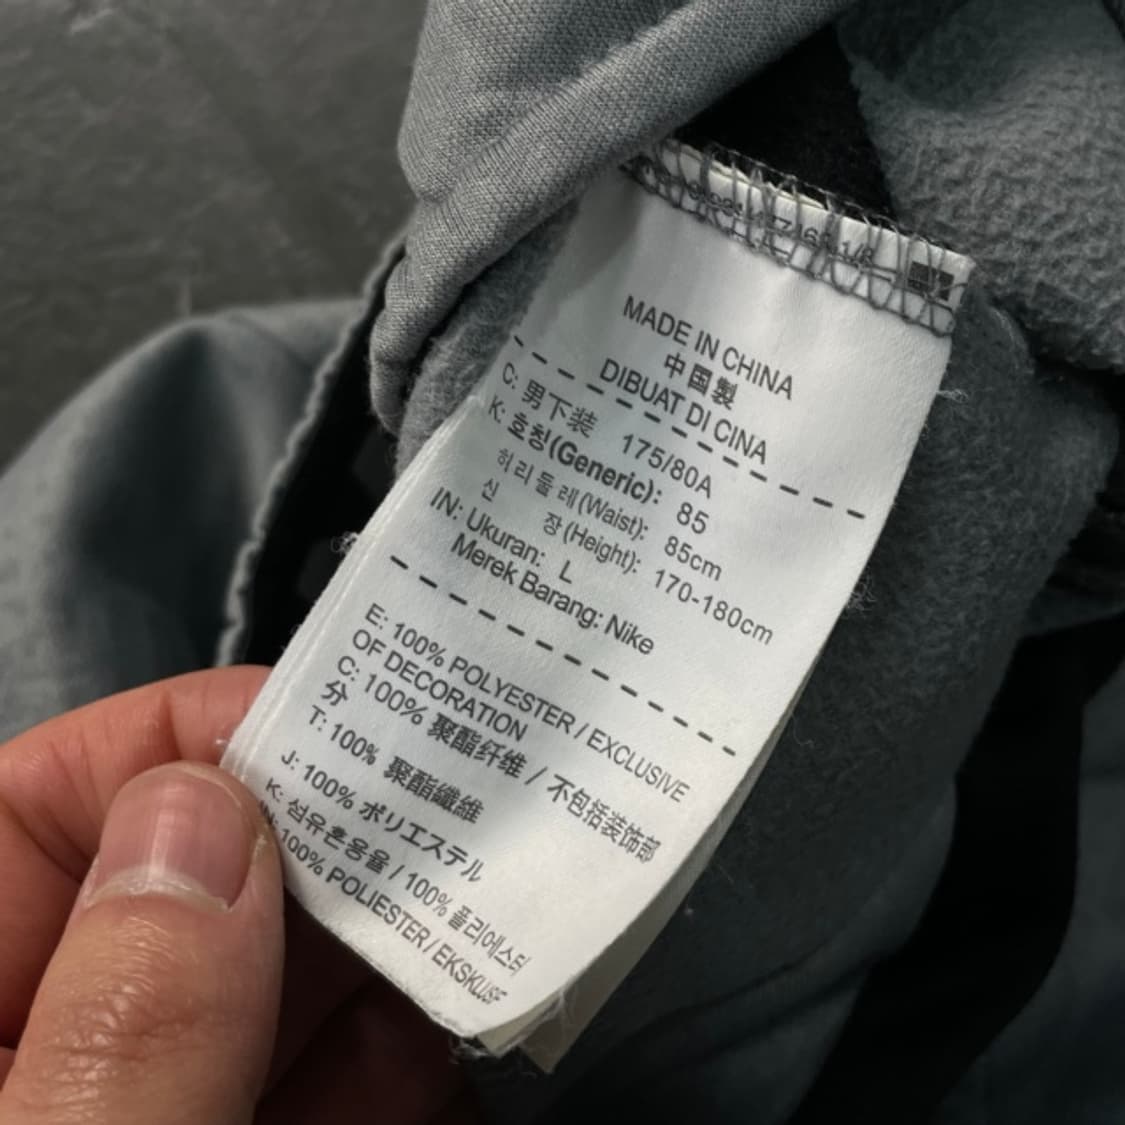 MADE IN CHINA
中国製
DIBUAT DI CINA
C: 男下装 175/80A
K: 호칭(Generic): 85
허리둘레(Waist): 85cm
신 장(Height): 170-180cm
IN: Ukuran: L
Merek Barang: Nike
E: 100% POLYESTER / EXCLUSIVE
OF DECORATION
C: 100% 聚酯纤维 / 不包括装饰部
分
T: 100% 聚酯纖維
J: 100% ポリエステル
K: 섬유혼용율 / 100% 폴리에스터
IN: 100% POLIESTER / EKSKLUSIF